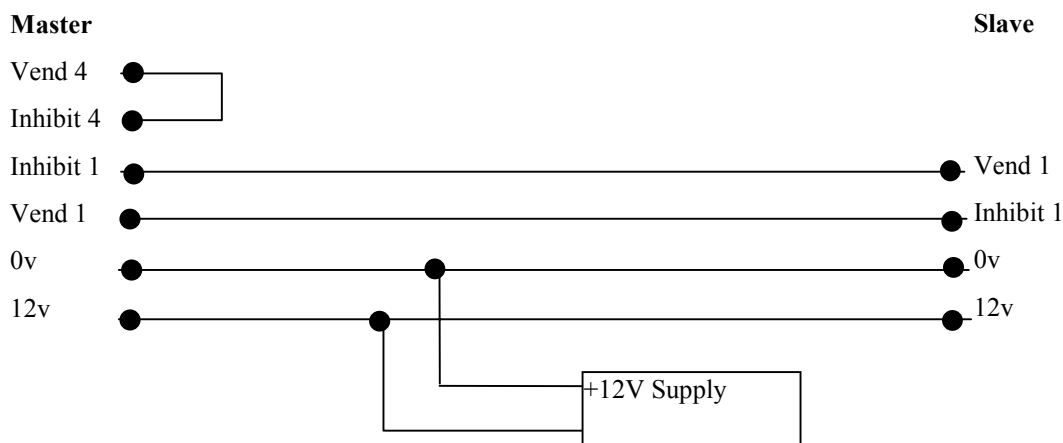 Master
Slave
Vend 4
Inhibit 4
Inhibit 1
Vend 1
Vend 1
Inhibit 1
0v
0v
12v
12v
+12V Supply